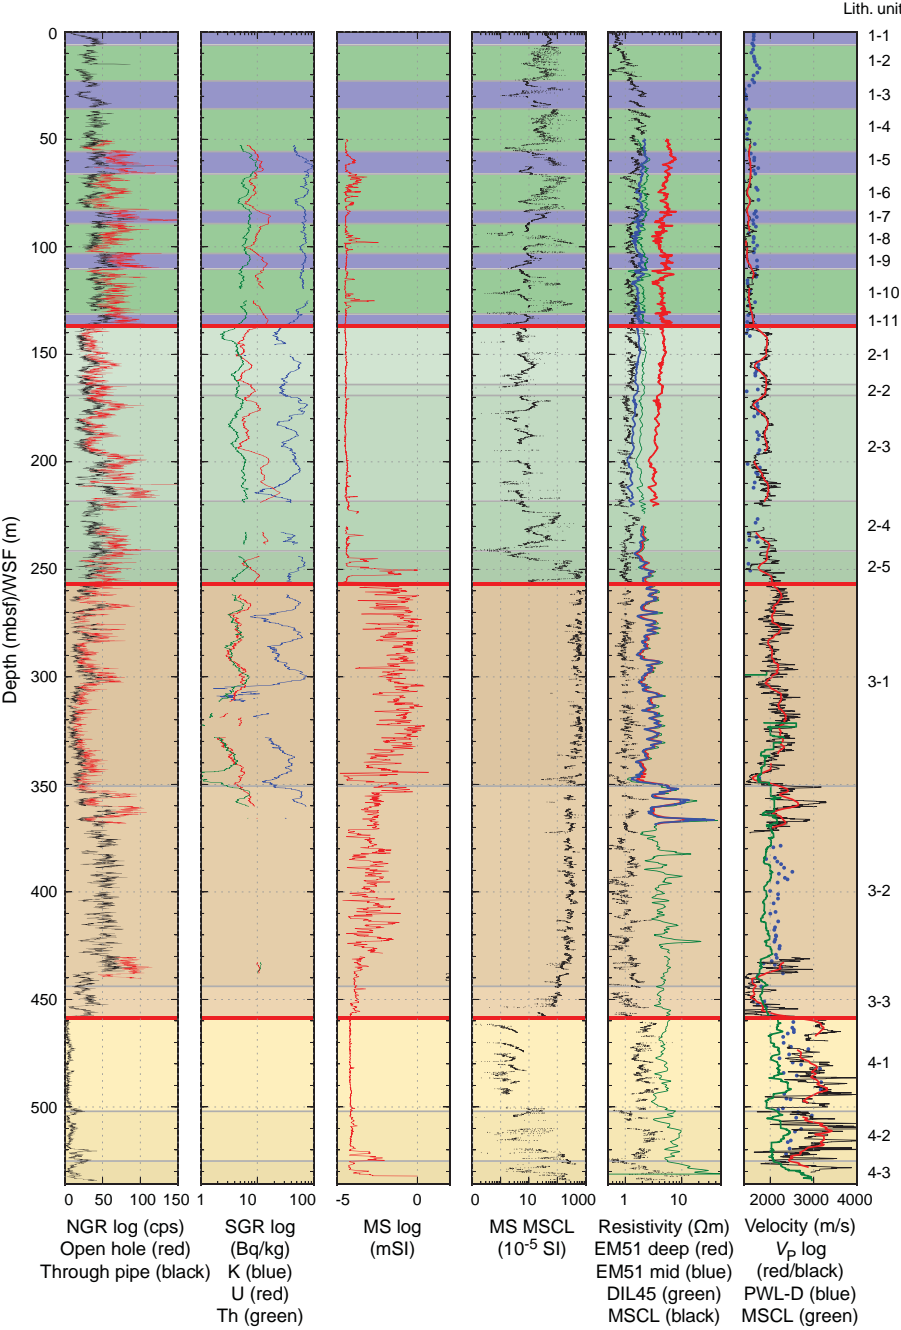 Lith. unit
0
1-1
1-2
1-3
1-4
50
1-5
1-6
1-7
1-8
100
1-9
1-10
1-11
150
2-1
2-2
2-3
200
2-4
250
2-5
Depth (mbsf)/WSF (m)
300
3-1
350
400
3-2
450
3-3
4-1
500
4-2
4-3
0 50 100 150 1 10 100 -5 0 0 10 1000 1 10 2000 3000 4000
NGR log (cps)
Open hole (red)
Through pipe (black)
SGR log
(Bq/kg)
K (blue)
U (red)
Th (green)
MS log
(mSI)
MS MSCL
(10-5 SI)
Resistivity (Ωm)
EM51 deep (red)
EM51 mid (blue)
DIL45 (green)
MSCL (black)
Velocity (m/s)
VP log
(red/black)
PWL-D (blue)
MSCL (green)